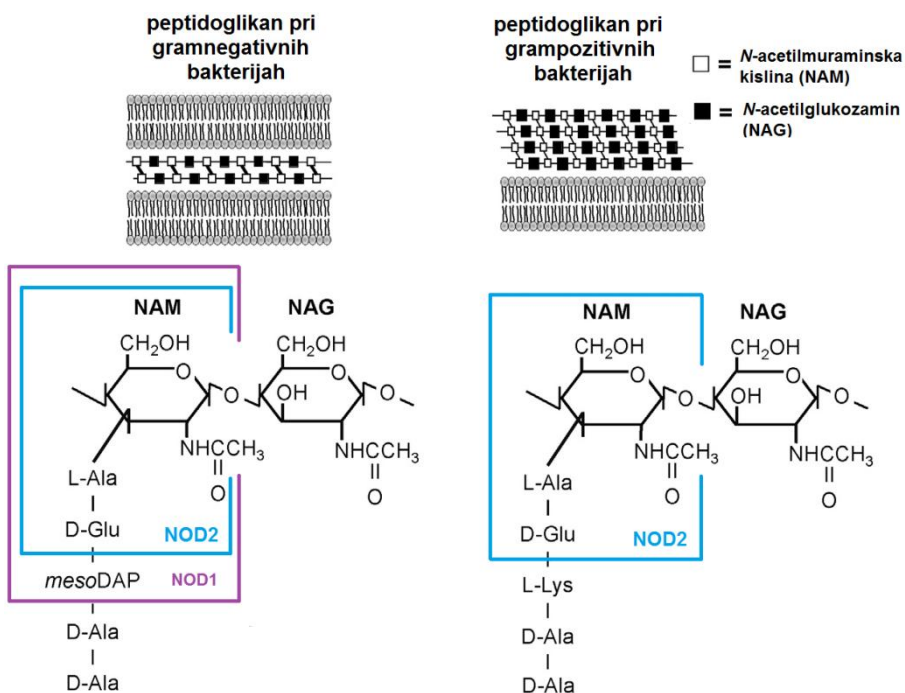 peptidoglikan pri
gramnegativnih
bakterijah
peptidoglikan pri
grampozitivnih
bakterijah
= N-acetilmuraminska
kislina (NAM)
= N-acetilglukozamin
(NAG)
NAM
NAG
CH₂OH
CH₂OH
O
O
O
O
OH
NHCCH₃
NHCCH₃
O
O
L-Ala
D-Glu
NOD2
mesoDAP
NOD1
D-Ala
D-Ala
NAM
NAG
CH₂OH
CH₂OH
O
O
O
O
OH
NHCCH₃
NHCCH₃
O
O
L-Ala
D-Glu
NOD2
L-Lys
D-Ala
D-Ala